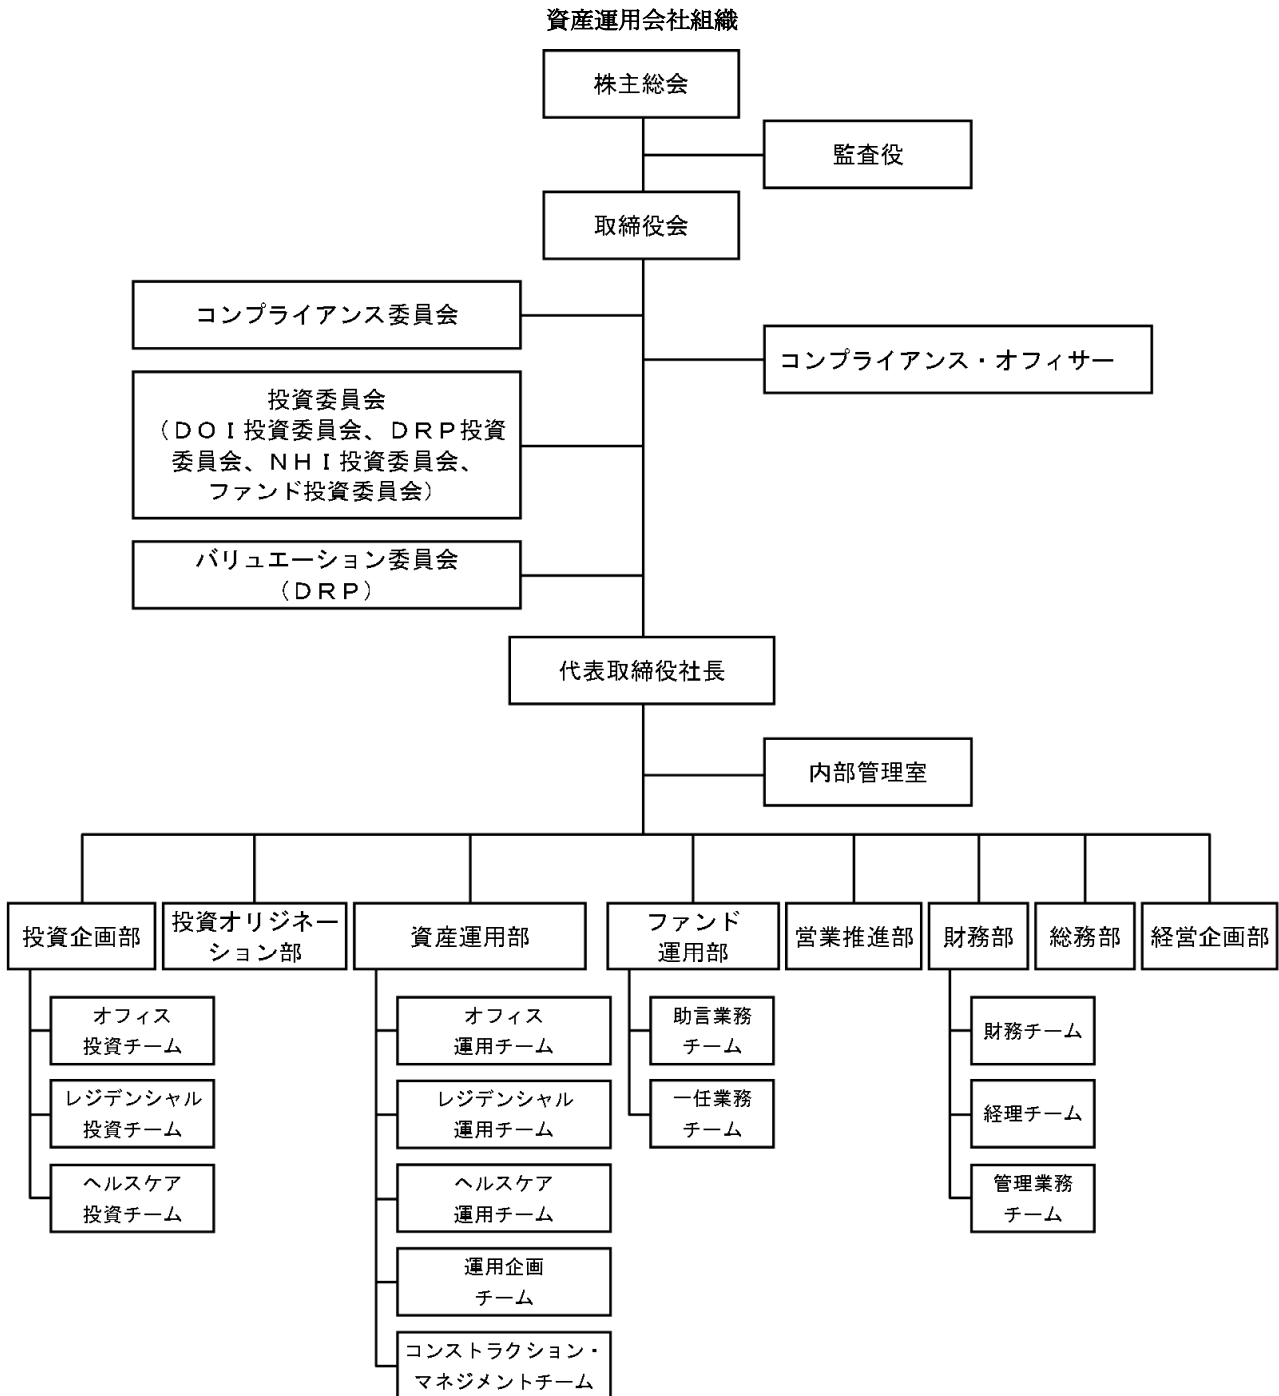 資産運用会社組織
株主総会
監査役
取締役会
コンプライアンス委員会
コンプライアンス・オフィサー
投資委員会
（ＤＯＩ投資委員会、ＤＲＰ投資
委員会、ＮＨＩ投資委員会、
ファンド投資委員会）
バリュエーション委員会
（ＤＲＰ）
代表取締役社長
内部管理室
投資企画部
投資オリジネー
ション部
資産運用部
ファンド
運用部
営業推進部
財務部
総務部
経営企画部
オフィス
投資チーム
レジデンシャル
投資チーム
ヘルスケア
投資チーム
オフィス
運用チーム
レジデンシャル
運用チーム
ヘルスケア
運用チーム
運用企画
チーム
コンストラクション・
マネジメントチーム
助言業務
チーム
一任業務
チーム
財務チーム
経理チーム
管理業務
チーム